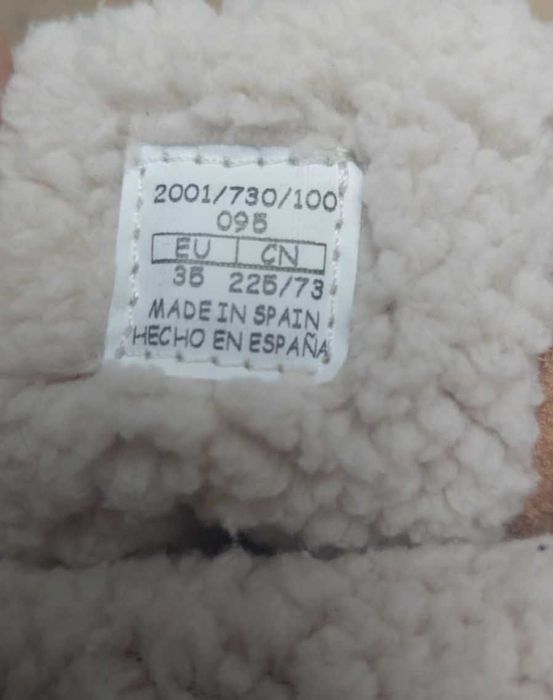 2001/730/100
095
EU | CN
35 225/73
MADE IN SPAIN
HECHO EN ESPAÑA